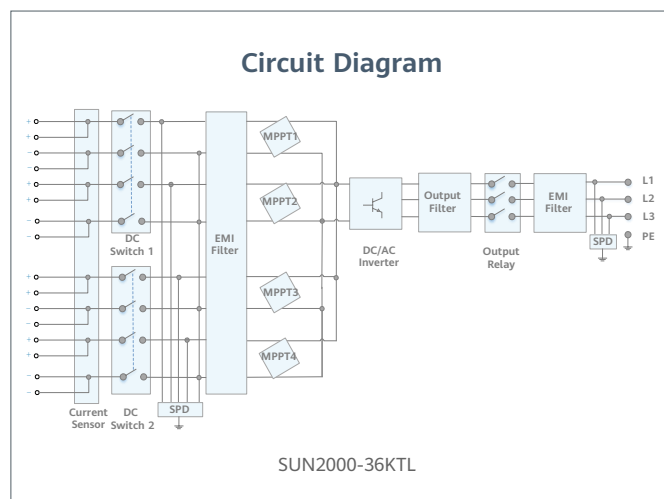 Circuit Diagram
+
+
−
−
+
+
−
−
+
+
−
−
+
+
−
−
DC
Switch 1
DC
Switch 2
Current
Sensor
SPD
EMI
Filter
MPPT1
MPPT2
MPPT3
MPPT4
DC/AC
Inverter
Output
Filter
Output
Relay
EMI
Filter
SPD
L1
L2
L3
PE
SUN2000-36KTL